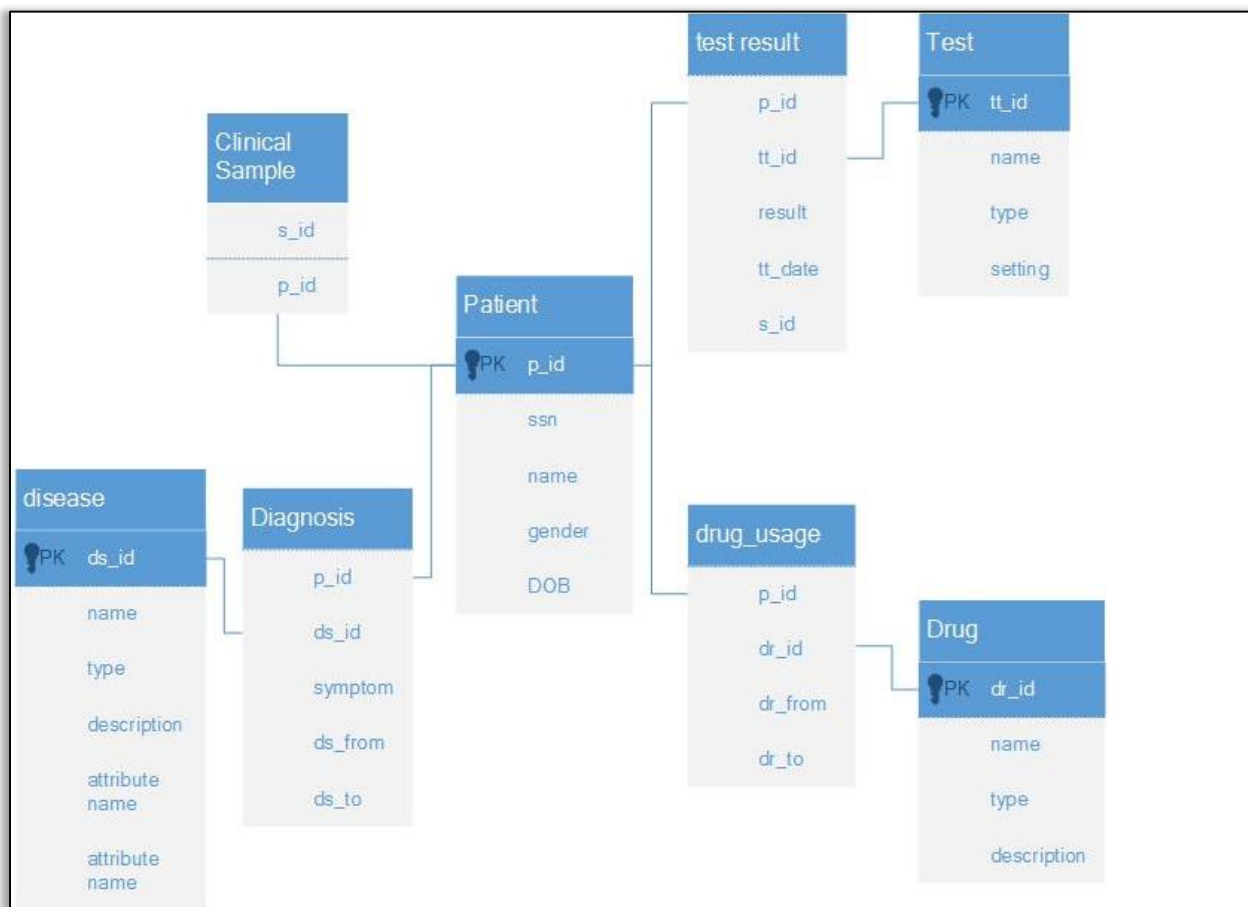 test result
p_id
tt_id
result
tt_date
s_id
Test
PK tt_id
name
type
setting
Clinical
Sample
s_id
p_id
Patient
PK p_id
ssn
name
gender
DOB
disease
PK ds_id
name
type
description
attribute
name
attribute
name
Diagnosis
p_id
ds_id
symptom
ds_from
ds_to
drug_usage
p_id
dr_id
dr_from
dr_to
Drug
PK dr_id
name
type
description